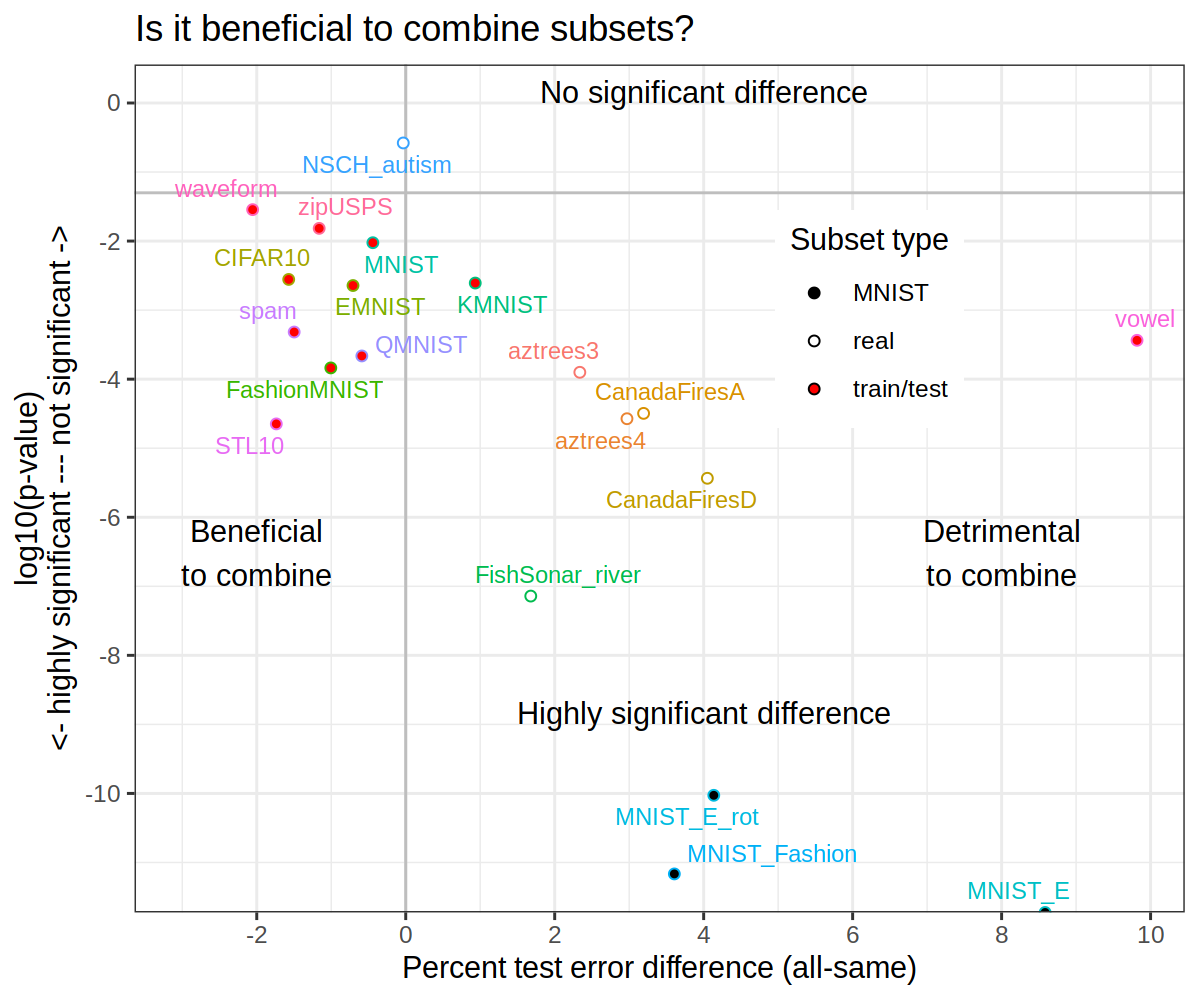 Is it beneficial to combine subsets?
No significant difference
0
NSCH_autism
waveform
zipUSPS
-2
Subset type
CIFAR10
MNIST
MNIST
EMNIST
KMNIST
spam
vowel
real
QMNIST
aztrees3
-4
FashionMNIST
CanadaFiresA
train/test
STL10
aztrees4
CanadaFiresD
-6
Beneficial
to combine
Detrimental
to combine
FishSonar_river
-8
Highly significant difference
-10
MNIST_E_rot
MNIST_Fashion
MNIST_E
-2 0 2 4 6 8 10
Percent test error difference (all-same)
log10(p-value)
<- highly significant --- not significant ->